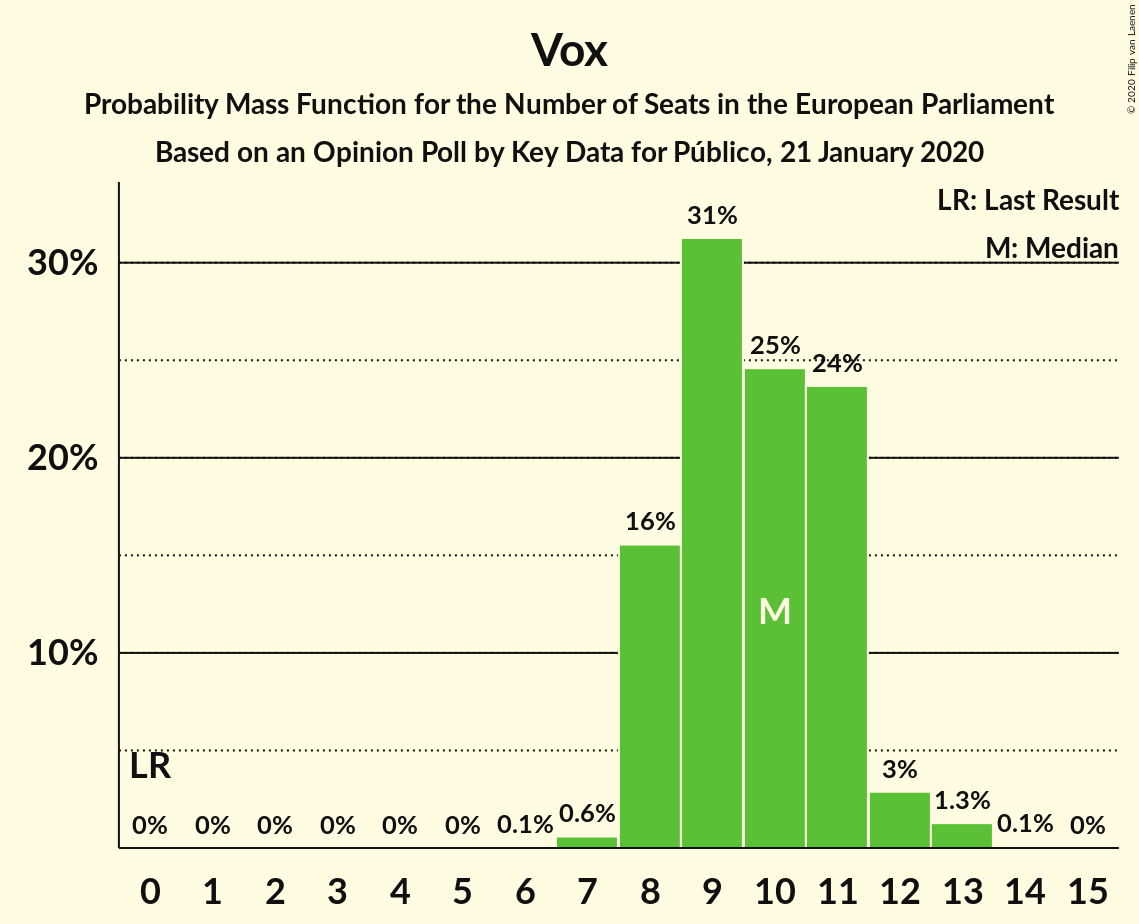 Vox
Probability Mass Function for the Number of Seats in the European Parliament
Based on an Opinion Poll by Key Data for Público, 21 January 2020
© 2020 Filip van Laenen
LR: Last Result
M: Median
30%
20%
10%
31%
25%
24%
16%
M
LR
3%
1.3%
0.6%
0%
0%
0%
0%
0%
0%
0.1%
0.1%
0%
0 1 2 3 4 5 6 7 8 9 10 11 12 13 14 15